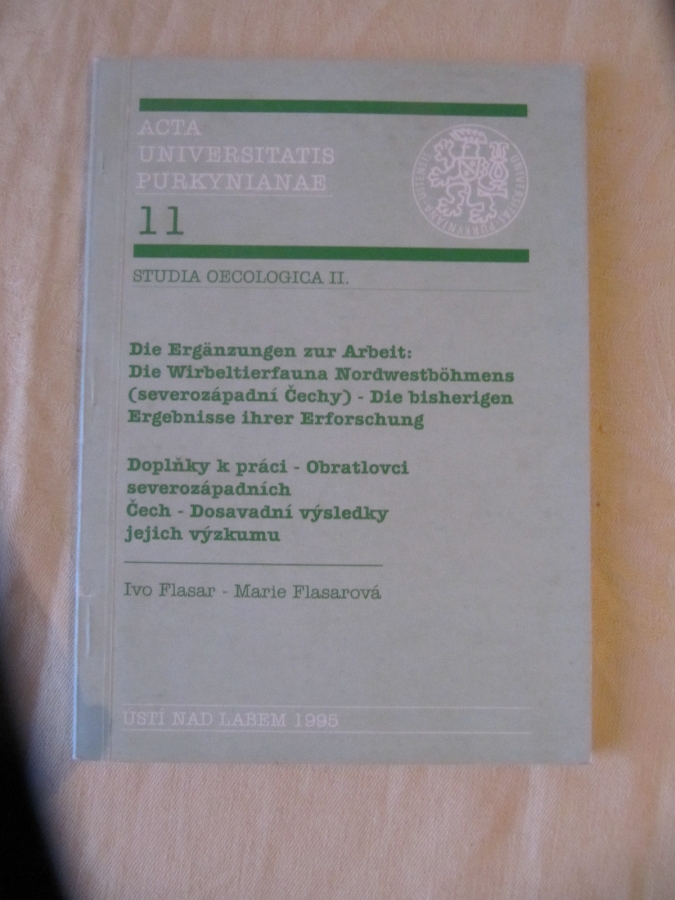 ACTA
UNIVERSITATIS
PURKYNIANAE
11
STUDIA OECOLOGICA II.
Die Ergänzungen zur Arbeit:
Die Wirbeltierfauna Nordwestböhmens
(severozápadní Čechy) - Die bisherigen
Ergebnisse ihrer Erforschung
Doplňky k práci - Obratlovci
severozápadních
Čech - Dosavadní výsledky
jejich výzkumu
Ivo Flasar - Marie Flasarová
ÚSTÍ NAD LABEM 1995